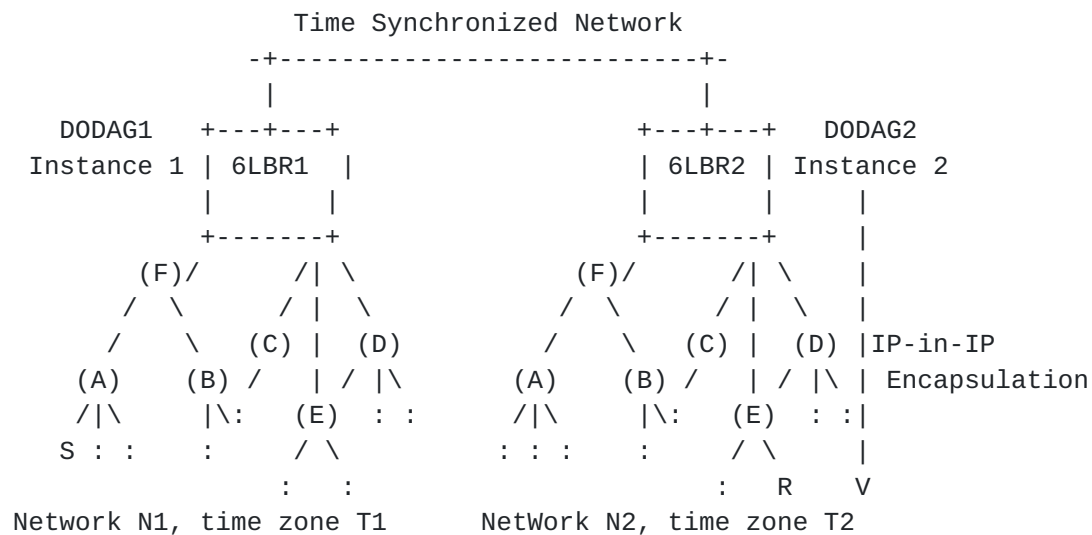 Time Synchronized Network
                   -+---------------------------+-
                    |                            |
      DODAG1   +---+---+                   +---+---+   DODAG2
    Instance 1 | 6LBR1  |                  | 6LBR2 | Instance 2
               |       |                   |       |     |
               +-------+                   +-------+     |
           (F)/      /| \              (F)/      /| \    |
          /  \      / |  \            /  \      / |  \   |
         /    \   (C) |  (D)         /    \   (C) |  (D) |IP-in-IP
       (A)    (B) /   | / |\       (A)    (B) /   | / |\ | Encapsulation
       /|\     |\:   (E)  : :      /|\     |\:   (E)  : :|
      S : :    :     / \          : : :    :     / \     |
                    :   :                       :   R    V
   Network N1, time zone T1      NetWork N2, time zone T2